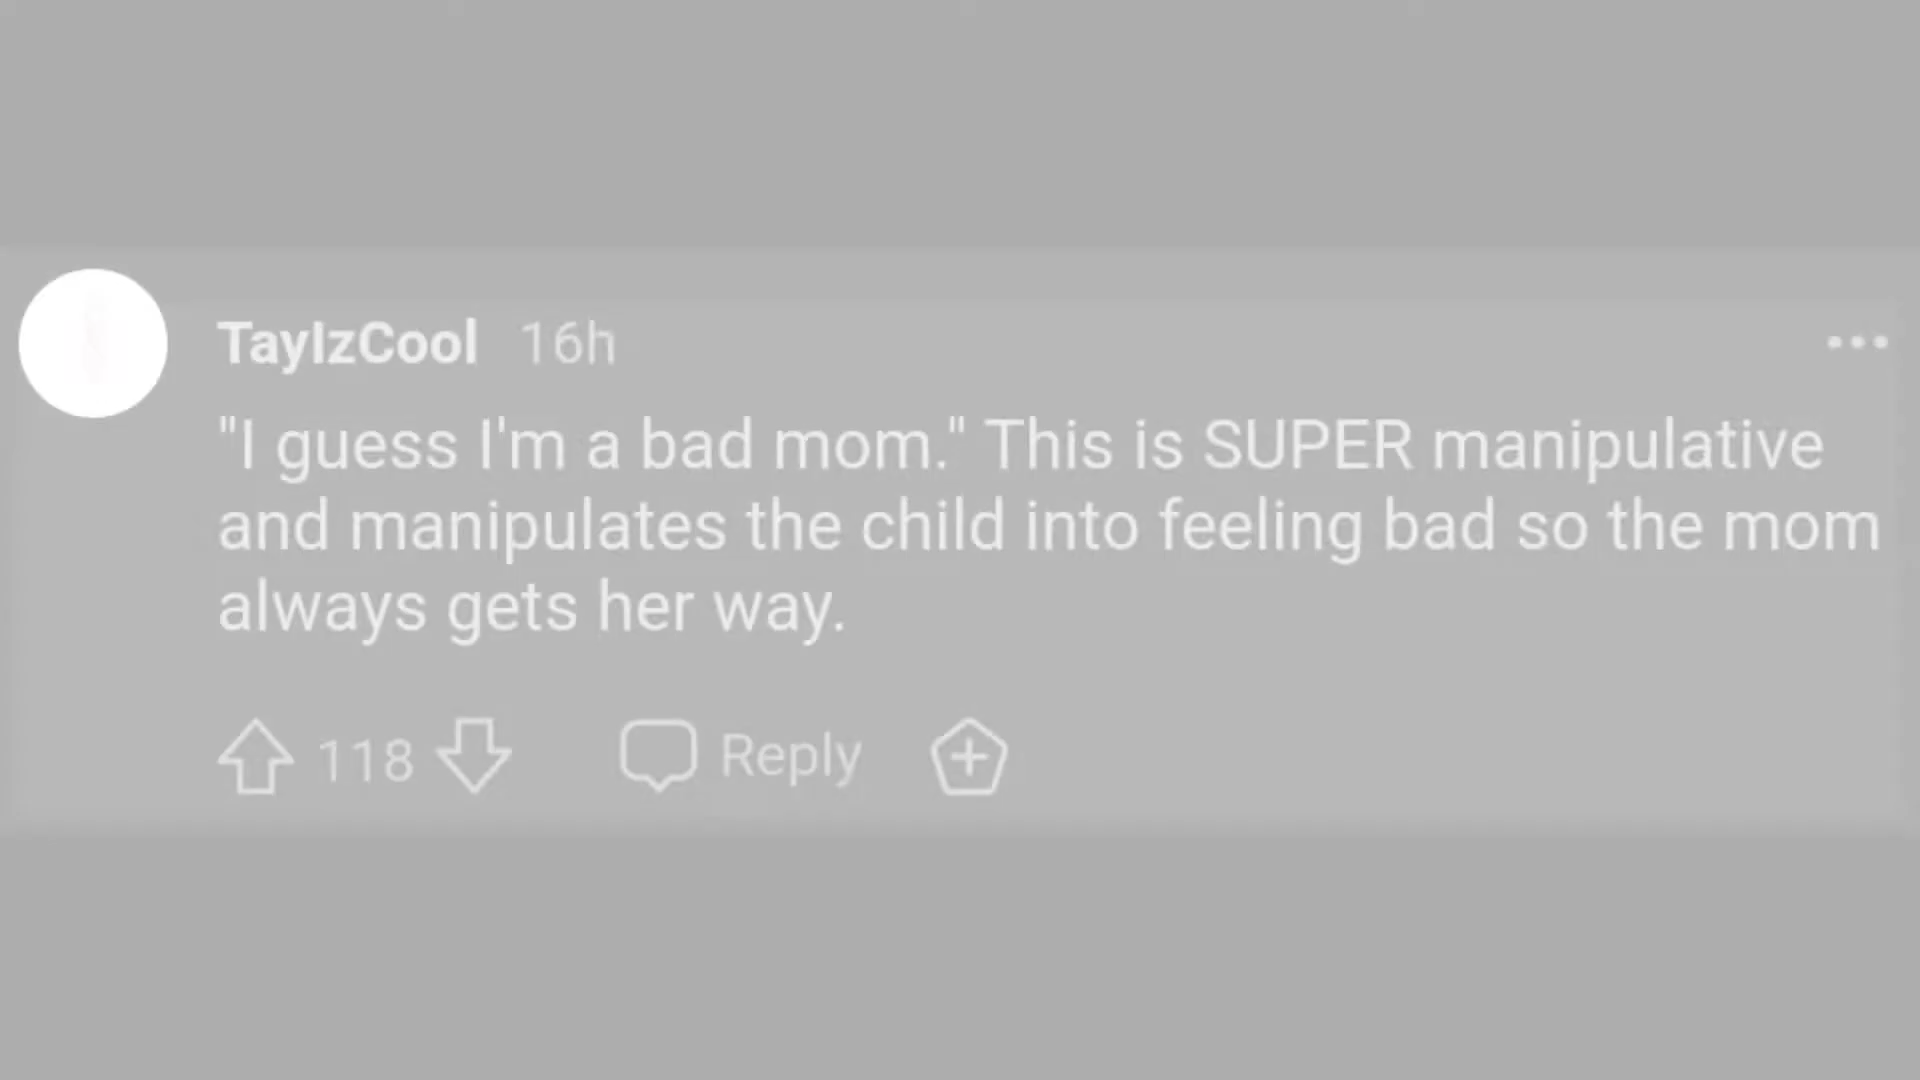 TayIzCool 16h
"I guess I'm a bad mom." This is SUPER manipulative
and manipulates the child into feeling bad so the mom
always gets her way.
118 Reply